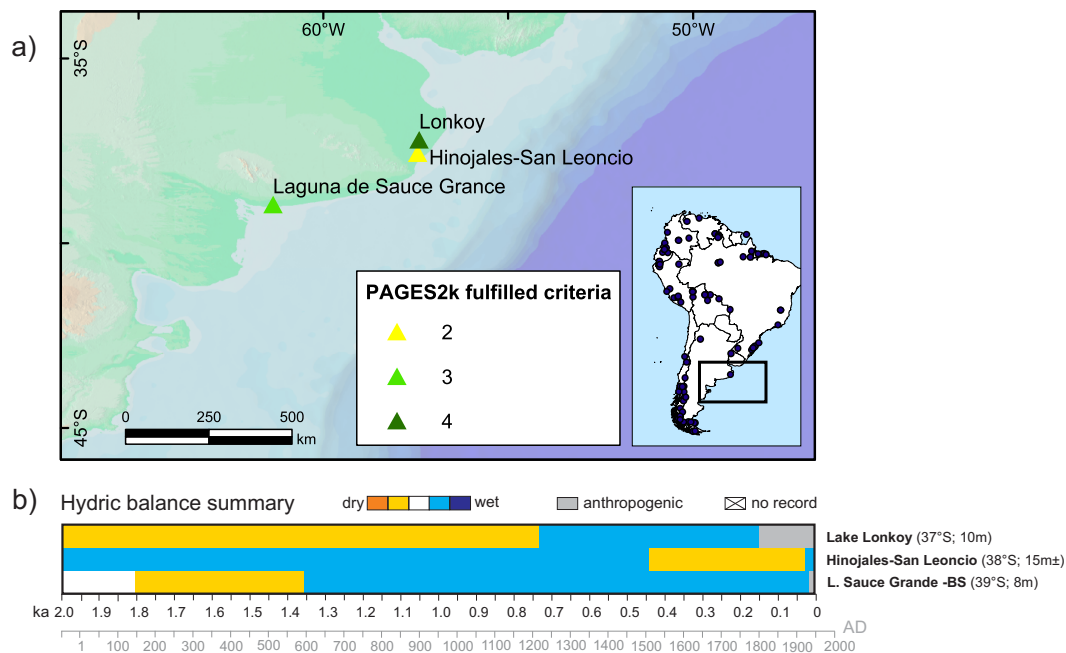 a)
60°W
50°W
35°S
Lonkoy
Hinojales-San Leoncio
Laguna de Sauce Grance
PAGES2k fulfilled criteria
2
3
4
0
250
500
km
45°S
b)
Hydric balance summary
dry
wet
anthropogenic
no record
Lake Lonkoy (37°S; 10m)
Hinojales-San Leoncio (38°S; 15m±)
L. Sauce Grande -BS (39°S; 8m)
ka 2.0 1.9 1.8 1.7 1.6 1.5 1.4 1.3 1.2 1.1 1.0 0.9 0.8 0.7 0.6 0.5 0.4 0.3 0.2 0.1 0
AD
1 100 200 300 400 500 600 700 800 900 1000 1100 1200 1300 1400 1500 1600 1700 1800 1900 2000